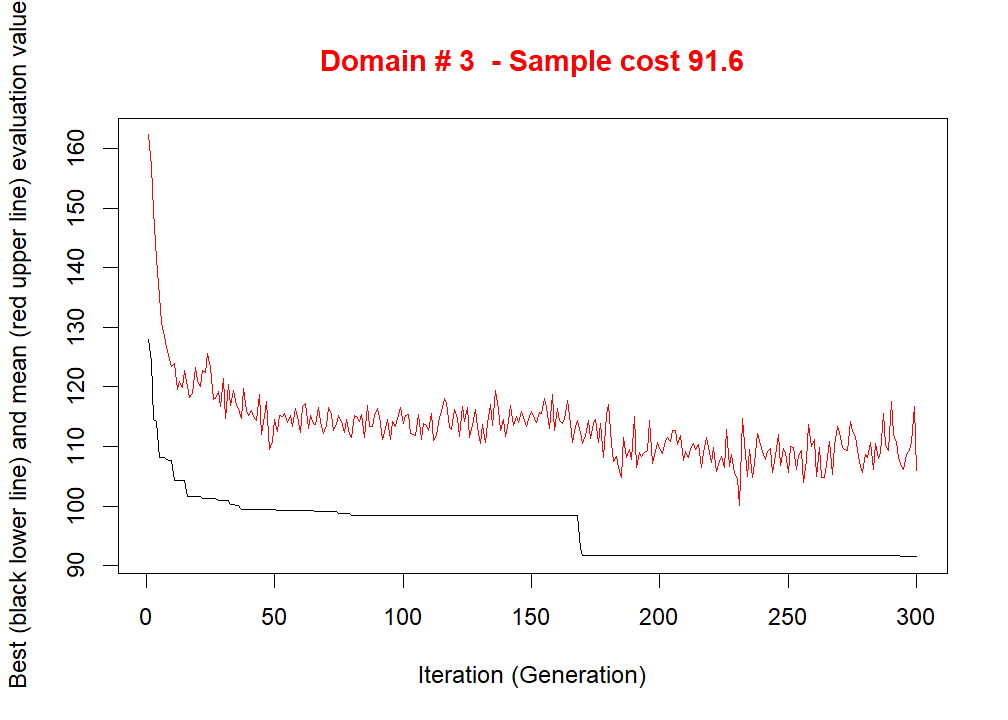 Domain # 3 - Sample cost 91.6
Best (black lower line) and mean (red upper line) evaluation value
160
150
140
130
120
110
100
90
0 50 100 150 200 250 300
Iteration (Generation)